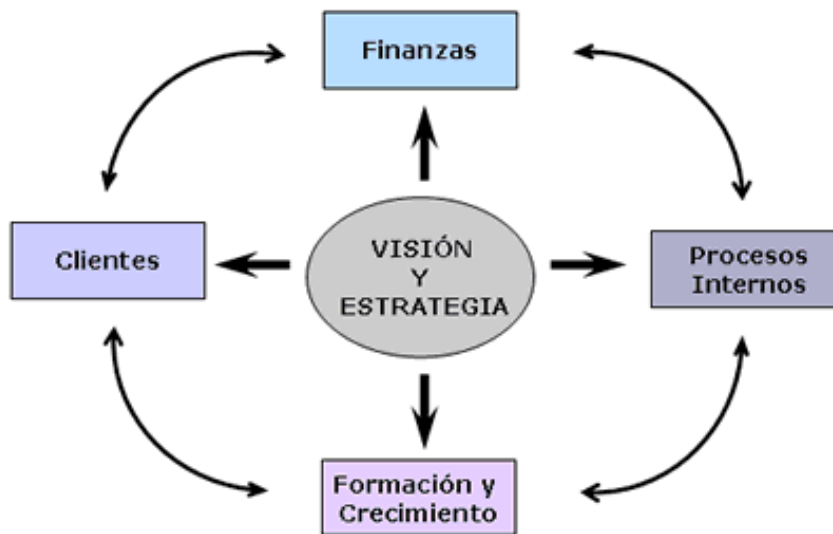 Finanzas
Clientes
VISIÓN
Y
ESTRATEGIA
Procesos
Internos
Formación y
Crecimiento